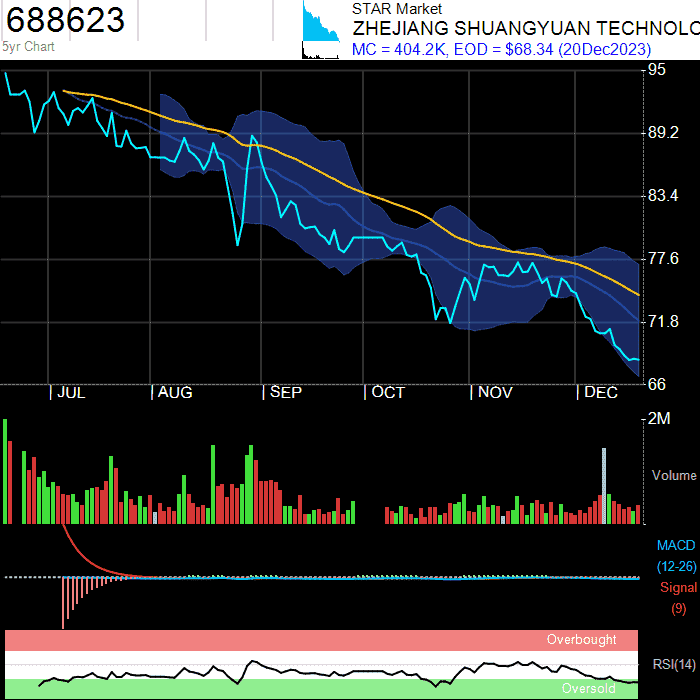 688623
5yr Chart
STAR Market
ZHEJIANG SHUANGYUAN TECHNOLO
MC = 404.2K, EOD = $68.34 (20Dec2023)
95
89.2
83.4
77.6
71.8
66
JUL AUG SEP OCT NOV DEC
2M
Volume
MACD
(12-26)
Signal
(9)
Overbought
RSI(14)
Oversold